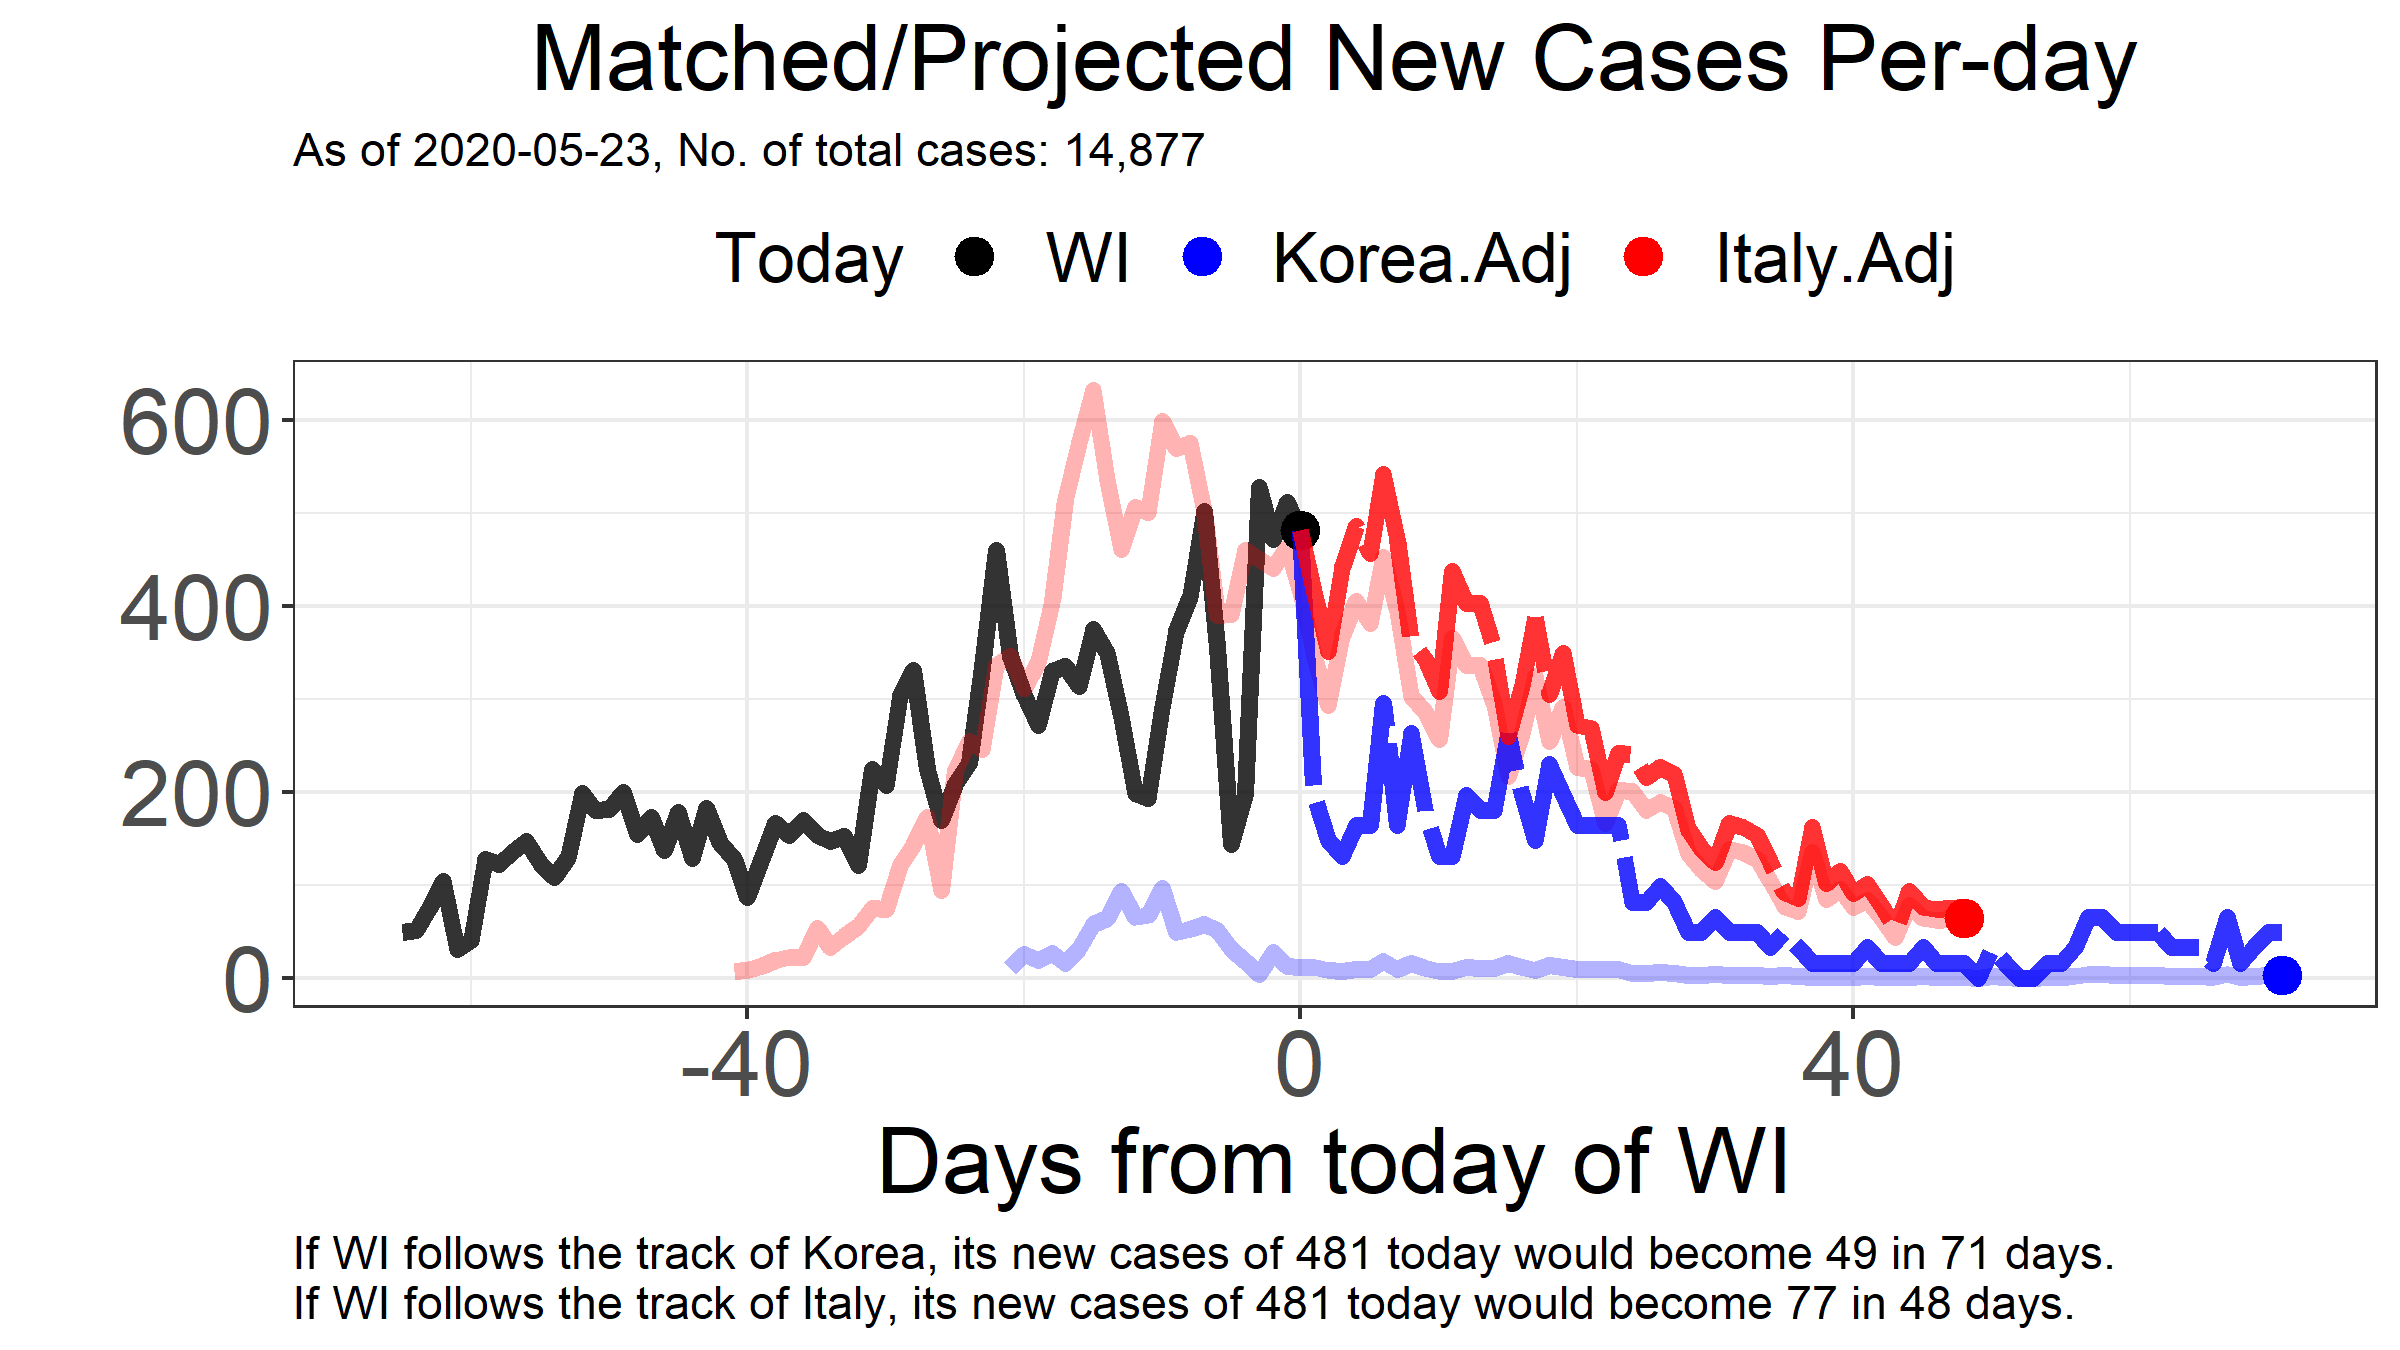 Matched/Projected New Cases Per-day
As of 2020-05-23, No. of total cases: 14,877
Today WI Korea.Adj Italy.Adj
600
400
200
0
-40 0 40
Days from today of WI
If WI follows the track of Korea, its new cases of 481 today would become 49 in 71 days.
If WI follows the track of Italy, its new cases of 481 today would become 77 in 48 days.